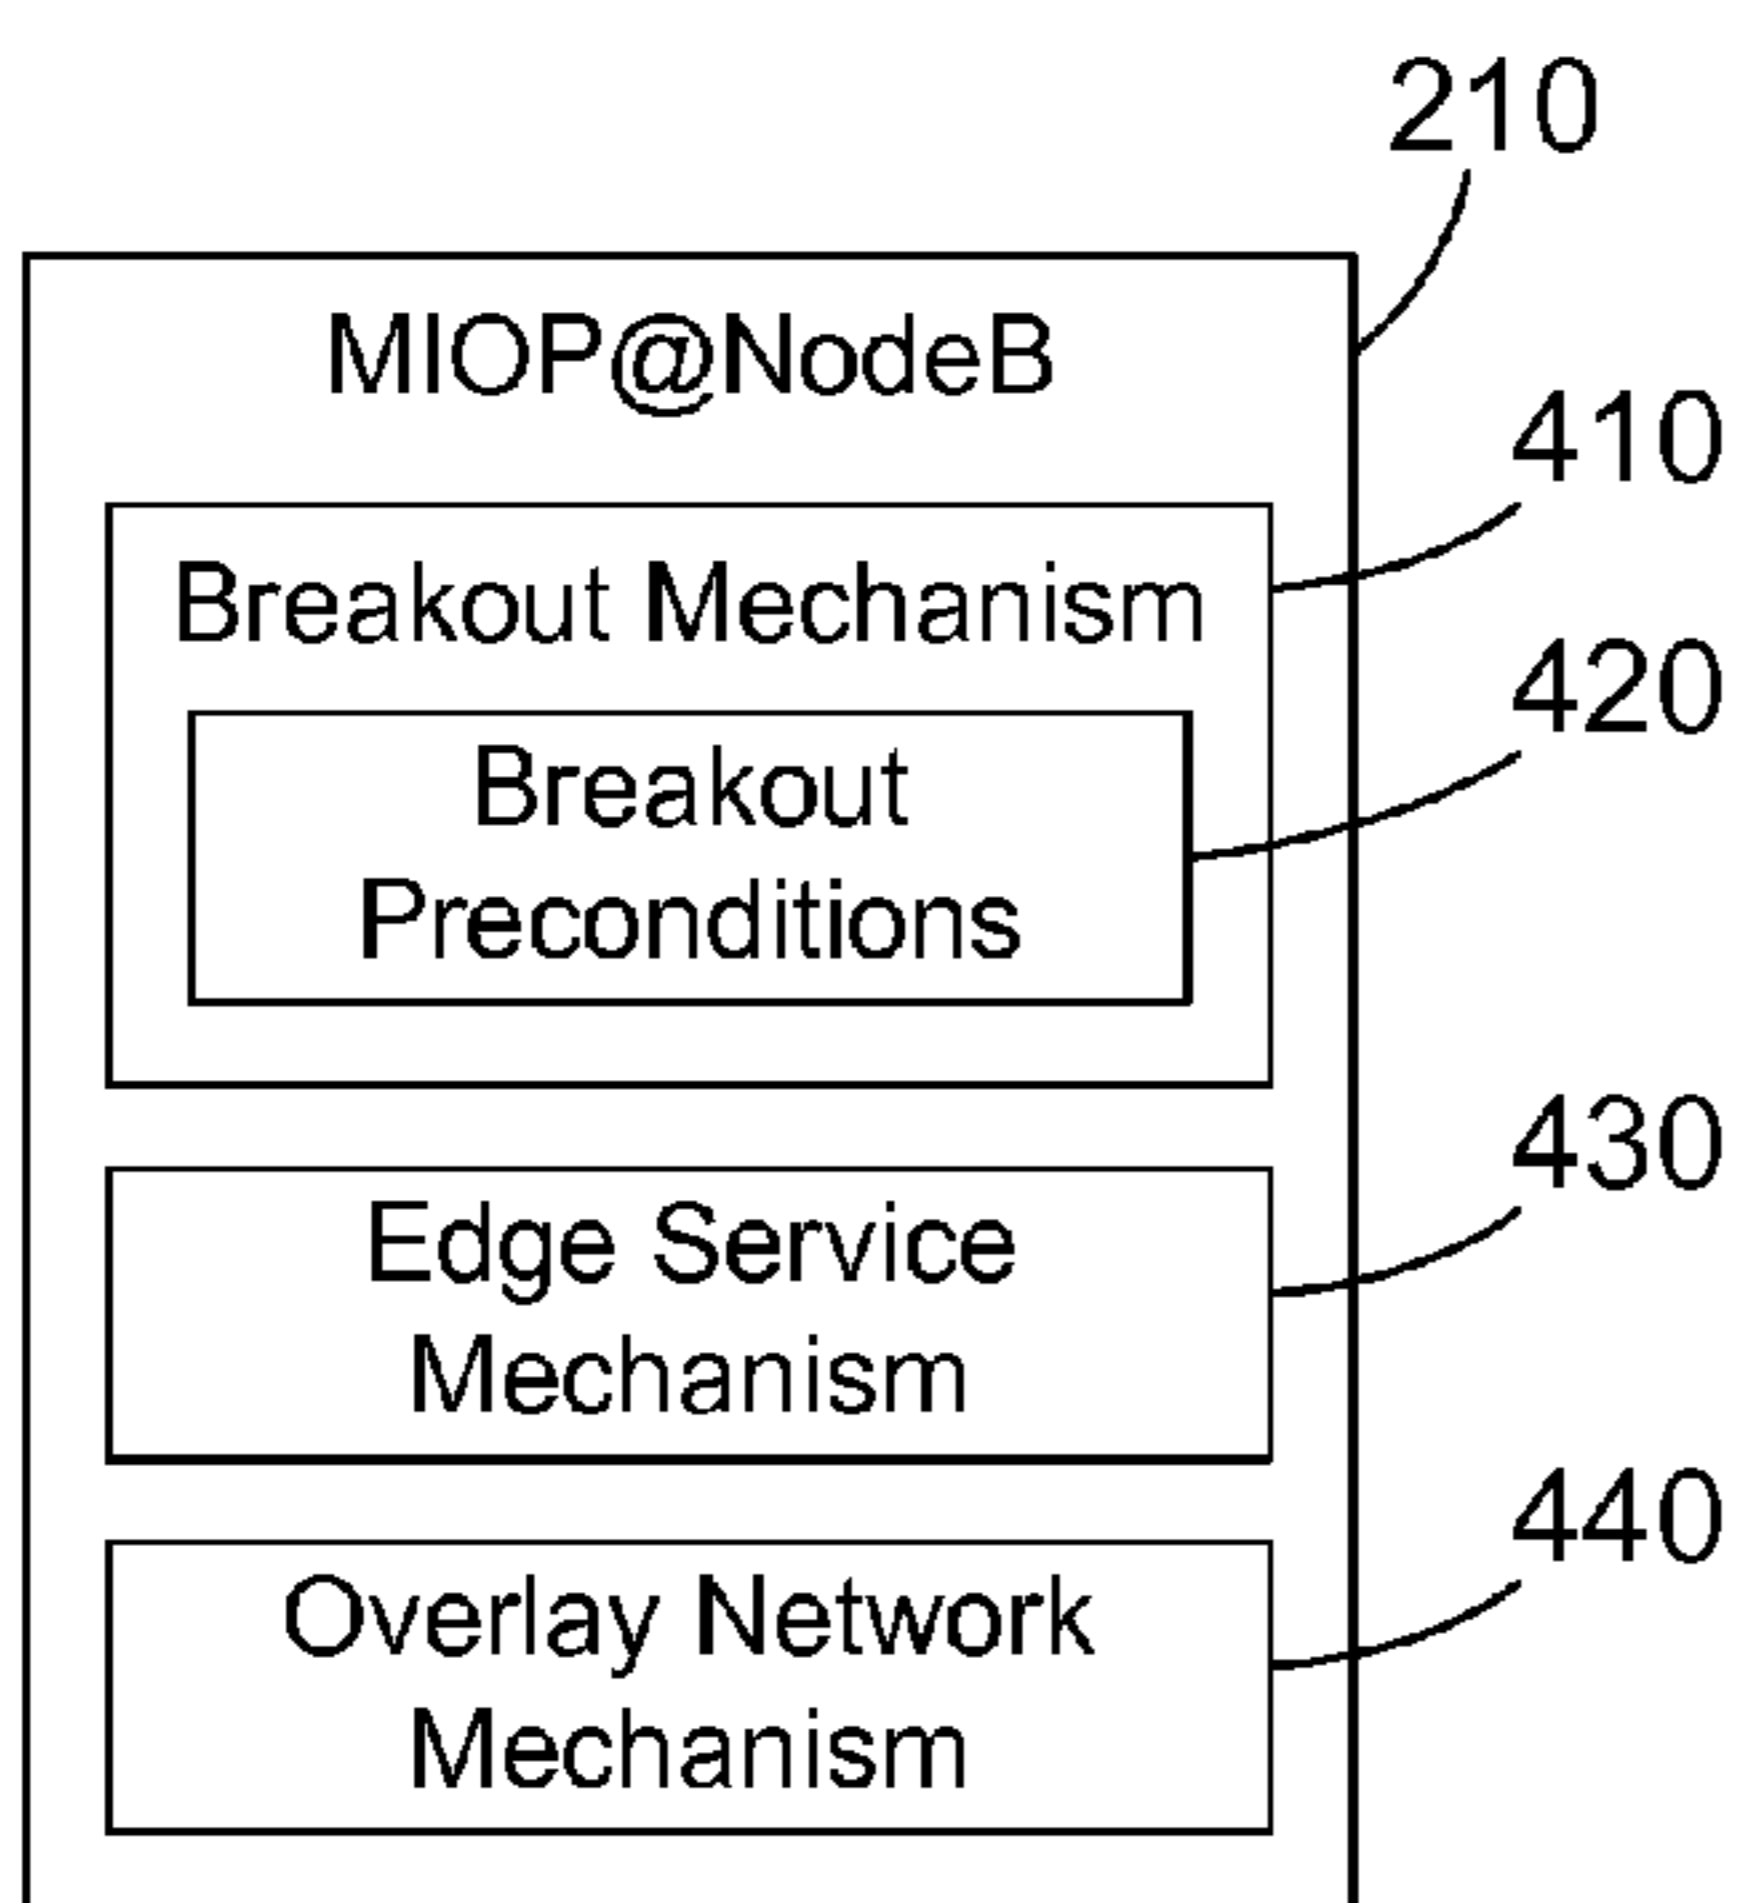 210
MIOP@NodeB
410
Breakout Mechanism
420
Breakout
Preconditions
430
Edge Service
Mechanism
440
Overlay Network
Mechanism